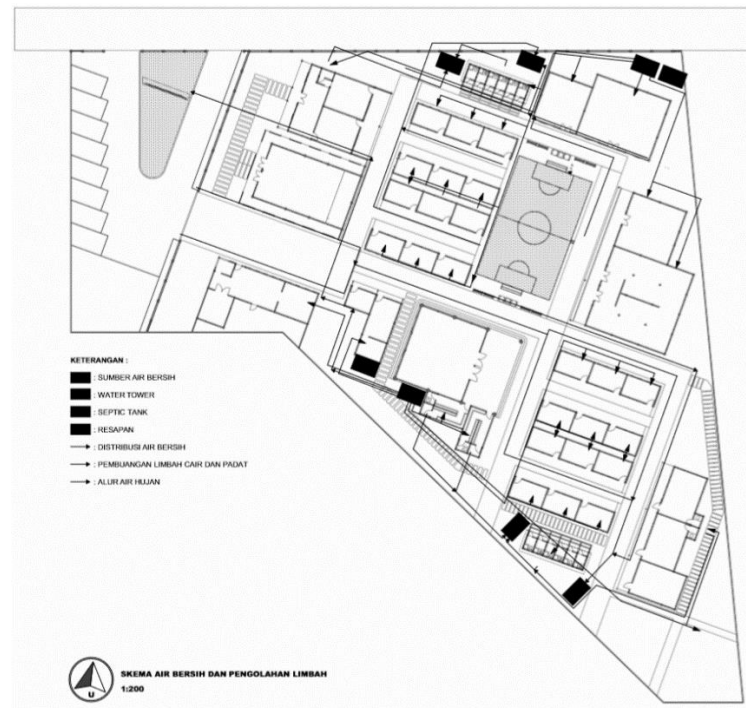 KETERANGAN :
: SUMBER AIR BERSIH
: WATER TOWER
: SEPTIC TANK
: RESAPAN
: DISTRIBUSI AIR BERSIH
: PEMBUANGAN LIMBAH CAIR DAN PADAT
: ALUR AIR HUJAN
U
SKEMA AIR BERSIH DAN PENGOLAHAN LIMBAH
1:200